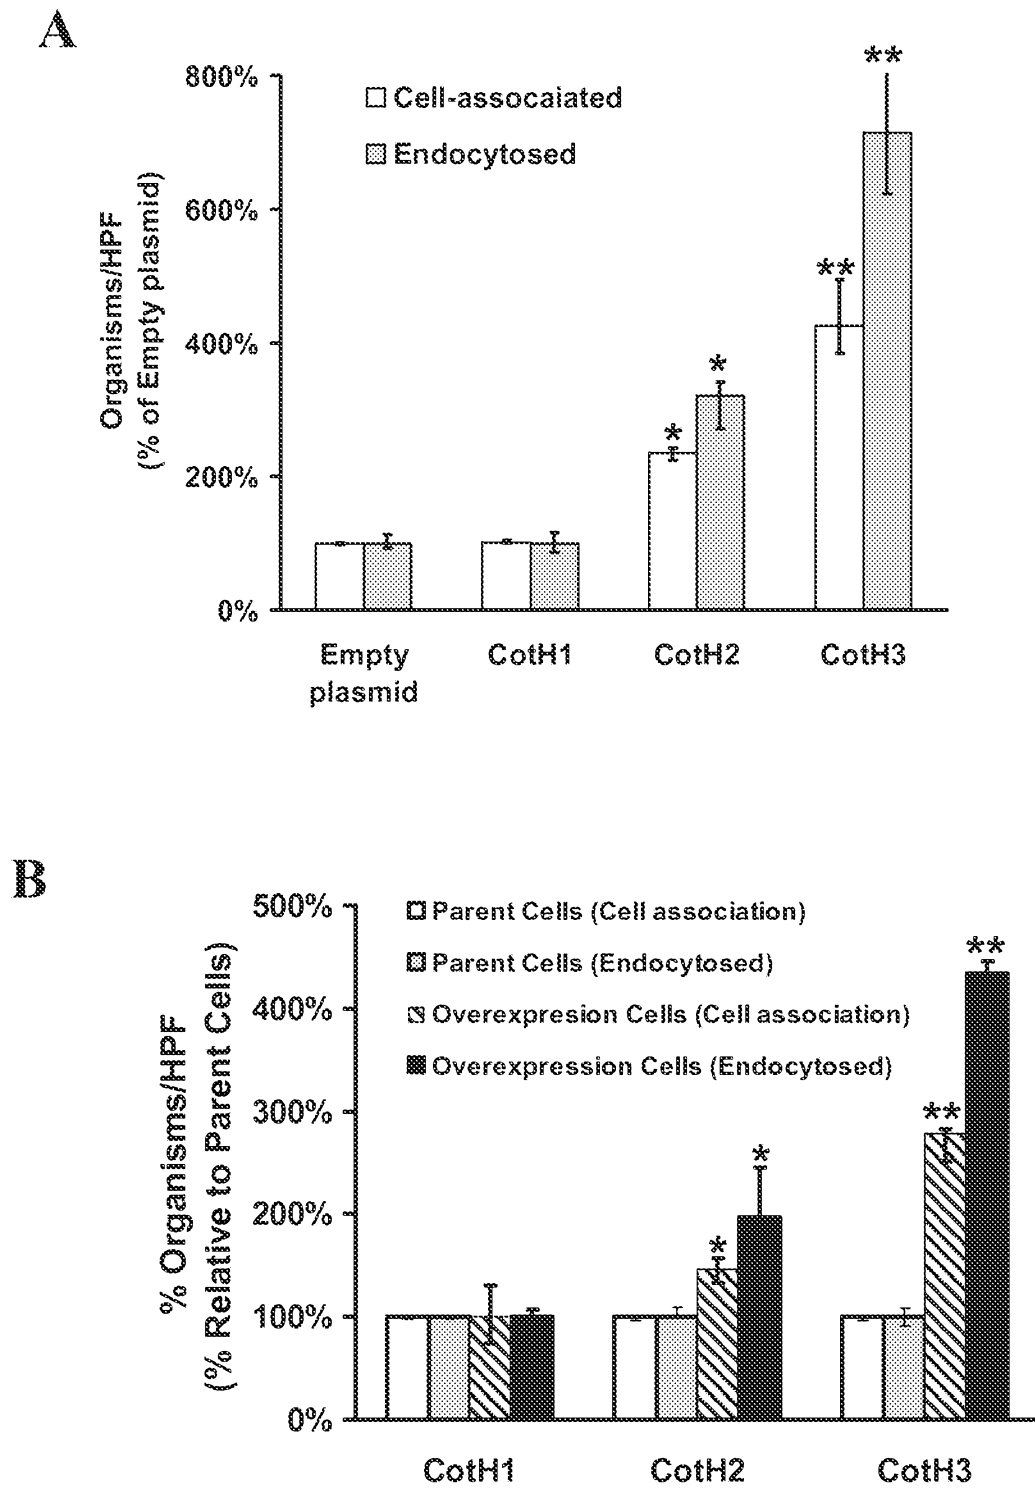 A
800%
**
Cell-assocaiated
Endocytosed
600%
**
Organisms/HPF
(% of Empty plasmid)
400%
*
*
200%
0%
Empty
plasmid
CotH1
CotH2
CotH3
B
500%
Parent Cells (Cell association)
**
Parent Cells (Endocytosed)
400%
Overexpresion Cells (Cell association)
Overexpression Cells (Endocytosed)
% Organisms/HPF
(% Relative to Parent Cells)
300%
**
*
200%
*
100%
0%
CotH1
CotH2
CotH3